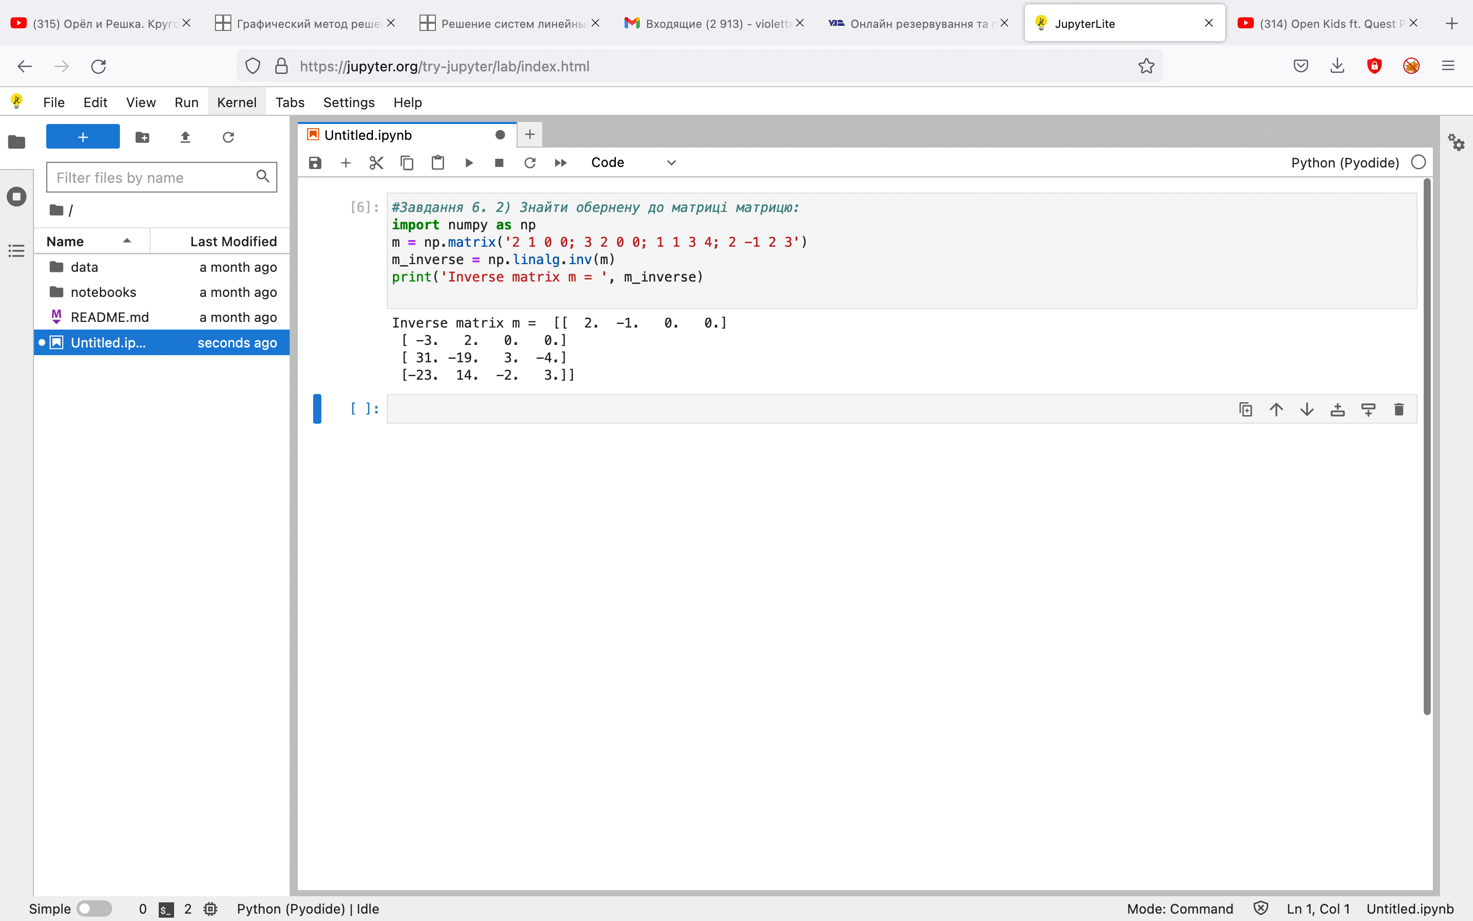 (315) Орёл и Решка. Круго
Графический метод реше
Решение систем линейнь
Входящие (2 913) - violetta
Онлайн резервування та п
JupyterLite
(314) Open Kids ft. Quest P
https://jupyter.org/try-jupyter/lab/index.html
File Edit View Run Kernel Tabs Settings Help
Untitled.ipynb
Code
Python (Pyodide)
Filter files by name
/
Name Last Modified
data a month ago
notebooks a month ago
README.md a month ago
Untitled.ip... seconds ago
[6]:
#Завдання 6. 2) Знайти обернену до матриці матрицю:
import numpy as np
m = np.matrix('2 1 0 0; 3 2 0 0; 1 1 3 4; 2 -1 2 3')
m_inverse = np.linalg.inv(m)
print('Inverse matrix m = ', m_inverse)
Inverse matrix m =  [[  2.  -1.   0.   0.]
[ -3.   2.   0.   0.]
[ 31. -19.   3.  -4.]
[-23.  14.  -2.   3.]]
[ ]:
Simple 0 $_ 2 Python (Pyodide) | Idle Mode: Command Ln 1, Col 1 Untitled.ipynb